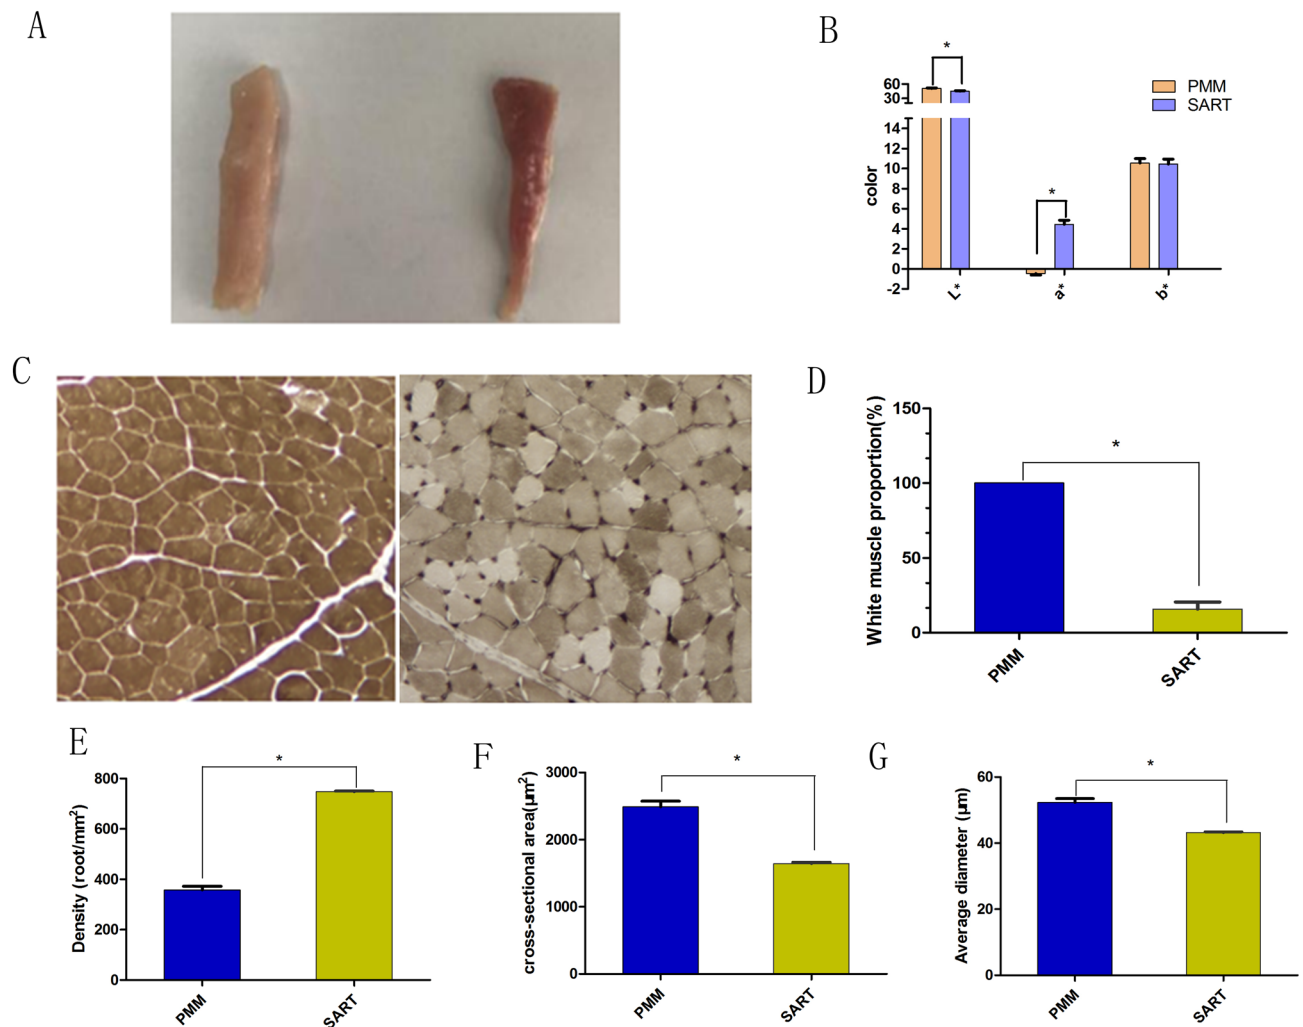 A
B
*
PMM
SART
60
30
14
12
10
8
6
4
2
0
-2
color
*
L*
a*
b*
C
D
White muscle proportion(%)
150
100
50
0
*
PMM
SART
E
Density (root/mm²)
800
600
400
200
0
*
PMM
SART
F
cross-sectional area(μm²)
3000
2000
1000
0
*
PMM
SART
G
Average diameter (μm)
60
40
20
0
*
PMM
SART